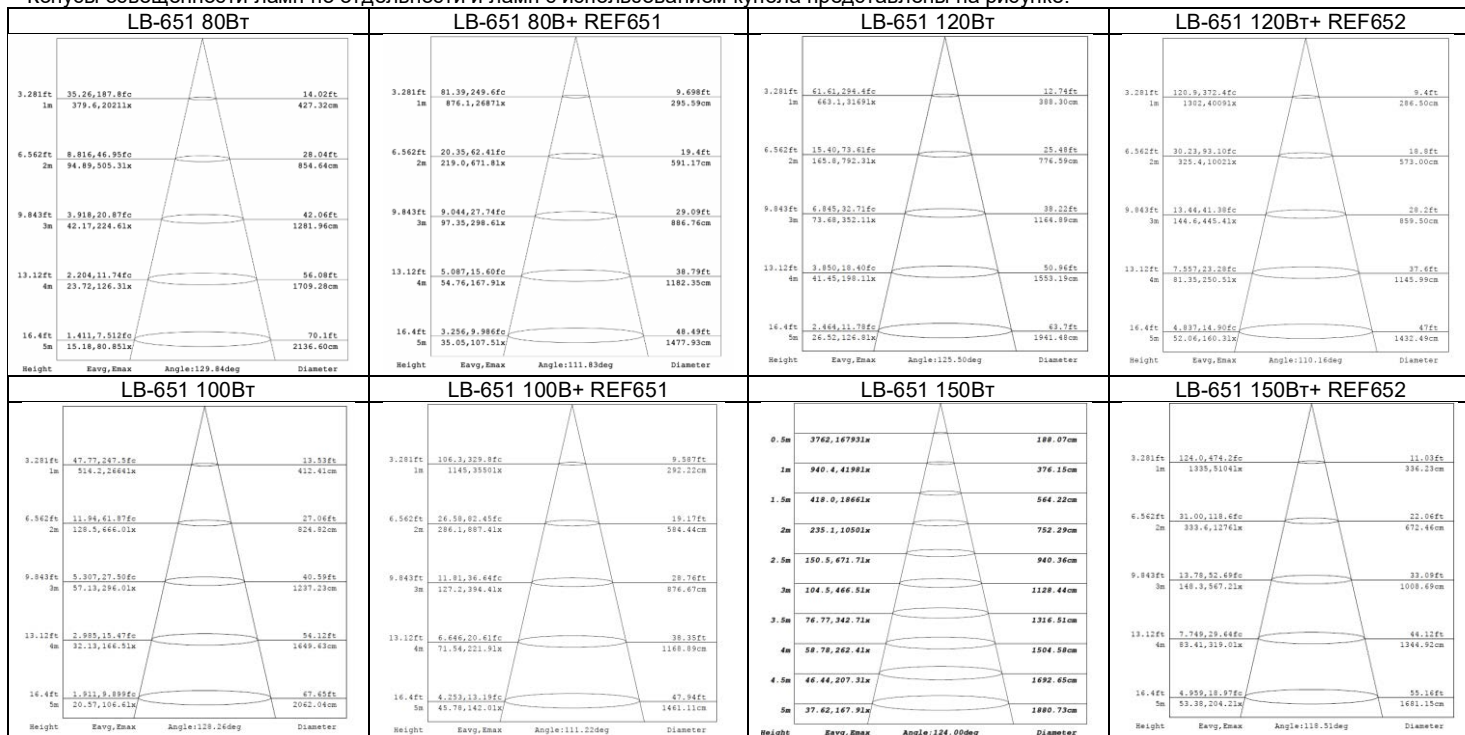 Конусы освещенности ламп по отдельности и ламп с использованием купола представлены на рисунке:
LB-651 80Вт
3.281ft 35.26,187.8fc 14.02ft
1m 379.6,2021lx 427.32cm
6.562ft 8.816,46.95fc 28.04ft
2m 94.89,505.3lx 854.64cm
9.843ft 3.918,20.87fc 42.06ft
3m 42.17,224.6lx 1281.96cm
13.12ft 2.204,11.74fc 56.08ft
4m 23.72,126.3lx 1709.28cm
16.4ft 1.411,7.512fc 70.1ft
5m 15.18,80.85lx 2136.60cm
Height Eavg,Emax Angle:129.84deg Diameter
LB-651 80В+ REF651
3.281ft 81.39,249.6fc 9.698ft
1m 876.1,2687lx 295.59cm
6.562ft 20.35,62.41fc 19.4ft
2m 219.0,671.8lx 591.17cm
9.843ft 9.044,27.74fc 29.09ft
3m 97.35,298.6lx 886.76cm
13.12ft 5.087,15.60fc 38.79ft
4m 54.76,167.9lx 1182.35cm
16.4ft 3.256,9.986fc 48.49ft
5m 35.05,107.5lx 1477.93cm
Height Eavg,Emax Angle:111.83deg Diameter
LB-651 120Вт
3.281ft 61.61,294.4fc 12.74ft
1m 663.1,3169lx 388.30cm
6.562ft 15.40,73.61fc 25.48ft
2m 165.8,792.3lx 776.59cm
9.843ft 6.845,32.71fc 38.22ft
3m 73.68,352.1lx 1164.89cm
13.12ft 3.850,18.40fc 50.96ft
4m 41.45,198.1lx 1553.19cm
16.4ft 2.464,11.78fc 63.7ft
5m 26.52,126.8lx 1941.48cm
Height Eavg,Emax Angle:125.50deg Diameter
LB-651 120Вт+ REF652
3.281ft 120.9,372.4fc 9.4ft
1m 1302,4009lx 286.50cm
6.562ft 30.23,93.10fc 18.8ft
2m 325.4,1002lx 573.00cm
9.843ft 13.44,41.38fc 28.2ft
3m 144.6,445.4lx 859.50cm
13.12ft 7.557,23.28fc 37.6ft
4m 81.35,250.5lx 1145.99cm
16.4ft 4.837,14.90fc 47ft
5m 52.06,160.3lx 1432.49cm
Height Eavg,Emax Angle:110.16deg Diameter
LB-651 100Вт
3.281ft 47.77,247.5fc 13.53ft
1m 514.2,2664lx 412.41cm
6.562ft 11.94,61.87fc 27.06ft
2m 128.5,666.0lx 824.82cm
9.843ft 5.307,27.50fc 40.59ft
3m 57.13,296.0lx 1237.23cm
13.12ft 2.985,15.47fc 54.12ft
4m 32.13,166.5lx 1649.63cm
16.4ft 1.911,9.899fc 67.65ft
5m 20.57,106.6lx 2062.04cm
Height Eavg,Emax Angle:128.26deg Diameter
LB-651 100В+ REF651
3.281ft 106.3,329.8fc 9.587ft
1m 1145,3550lx 292.22cm
6.562ft 26.58,82.45fc 19.17ft
2m 286.1,887.4lx 584.44cm
9.843ft 11.81,36.64fc 28.76ft
3m 127.2,394.4lx 876.67cm
13.12ft 6.646,20.61fc 38.35ft
4m 71.54,221.9lx 1168.89cm
16.4ft 4.253,13.19fc 47.94ft
5m 45.78,142.0lx 1461.11cm
Height Eavg,Emax Angle:111.22deg Diameter
LB-651 150Вт
0.5m 3762,16793lx 188.07cm
1m 940.4,4198lx 376.15cm
1.5m 418.0,1866lx 564.22cm
2m 235.1,1050lx 752.29cm
2.5m 150.5,671.7lx 940.36cm
3m 104.5,466.5lx 1128.44cm
3.5m 76.77,342.7lx 1316.51cm
4m 58.78,262.4lx 1504.58cm
4.5m 46.44,207.3lx 1692.65cm
5m 37.62,167.9lx 1880.73cm
Height Eavg,Emax Angle:124.00deg Diameter
LB-651 150Вт+ REF652
3.281ft 124.0,474.2fc 11.03ft
1m 1335,5104lx 336.23cm
6.562ft 31.00,118.6fc 22.06ft
2m 333.6,1276lx 672.46cm
9.843ft 13.78,52.69fc 33.09ft
3m 148.3,567.2lx 1008.69cm
13.12ft 7.749,29.64fc 44.12ft
4m 83.41,319.0lx 1344.92cm
16.4ft 4.959,18.97fc 55.16ft
5m 53.38,204.2lx 1681.15cm
Height Eavg,Emax Angle:118.51deg Diameter